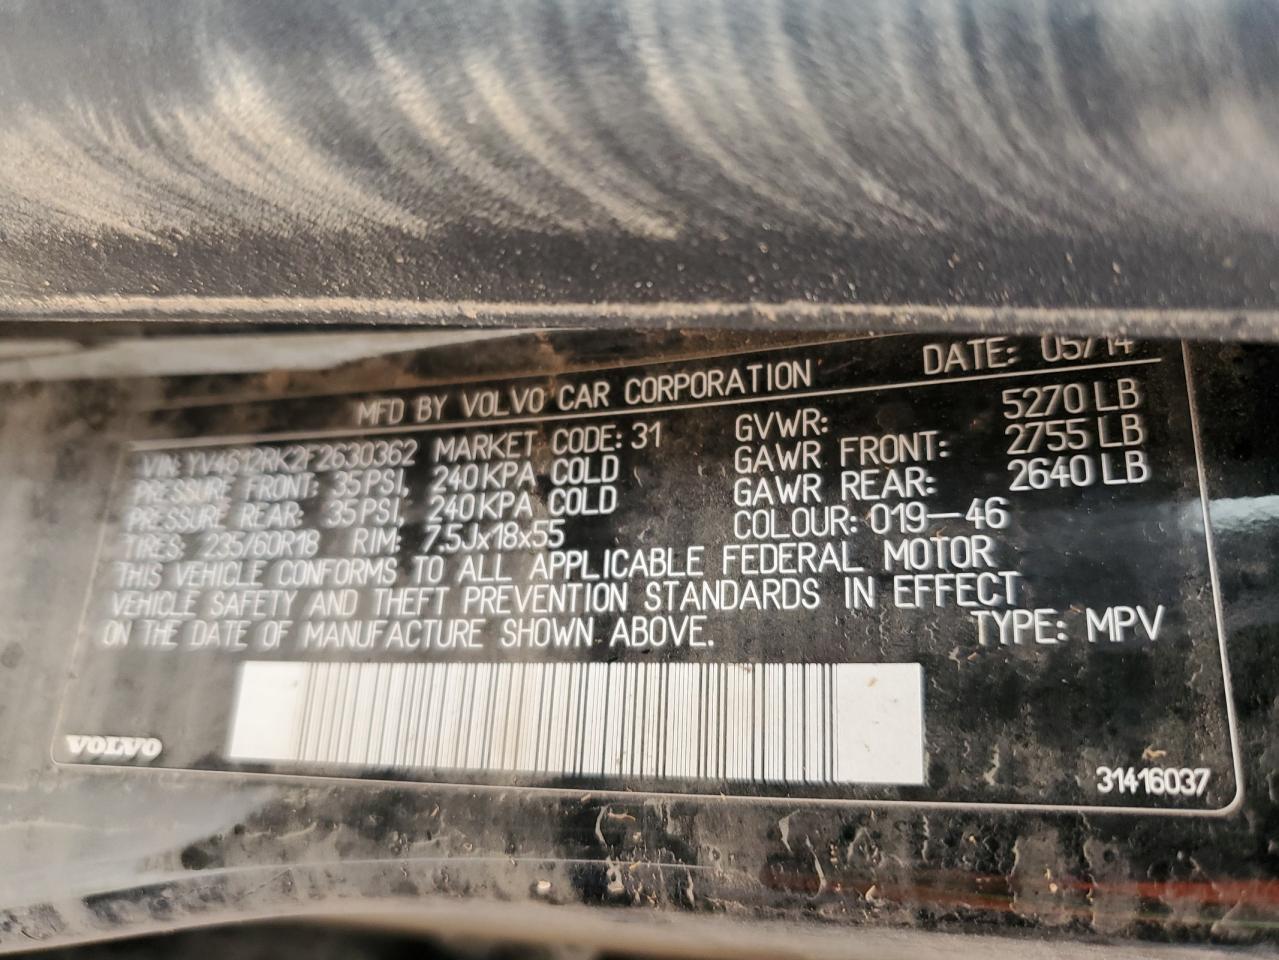 MFD BY VOLVO CAR CORPORATION DATE: 05/14
VIN: YV4612RK2F2630362 MARKET CODE: 31 GVWR: 5270 LB
PRESSURE FRONT: 35 PSI, 240 KPA COLD GAWR FRONT: 2755 LB
PRESSURE REAR: 35 PSI, 240 KPA COLD GAWR REAR: 2640 LB
TIRES: 235/60R18 RIM: 7.5Jx18x55 COLOUR: 019-46
THIS VEHICLE CONFORMS TO ALL APPLICABLE FEDERAL MOTOR
VEHICLE SAFETY AND THEFT PREVENTION STANDARDS IN EFFECT
ON THE DATE OF MANUFACTURE SHOWN ABOVE. TYPE: MPV
VOLVO
31416037